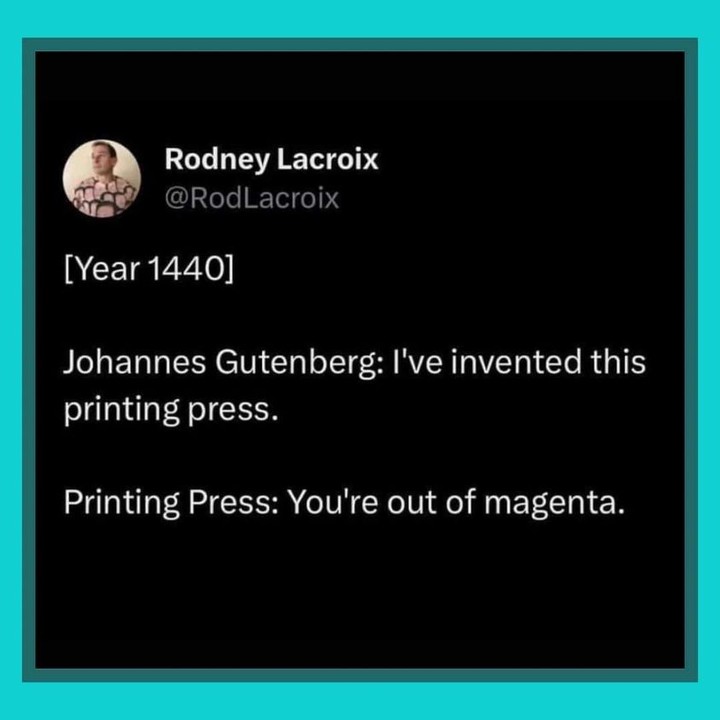 Rodney Lacroix
@RodLacroix
[Year 1440]
Johannes Gutenberg: I've invented this
printing press.
Printing Press: You're out of magenta.